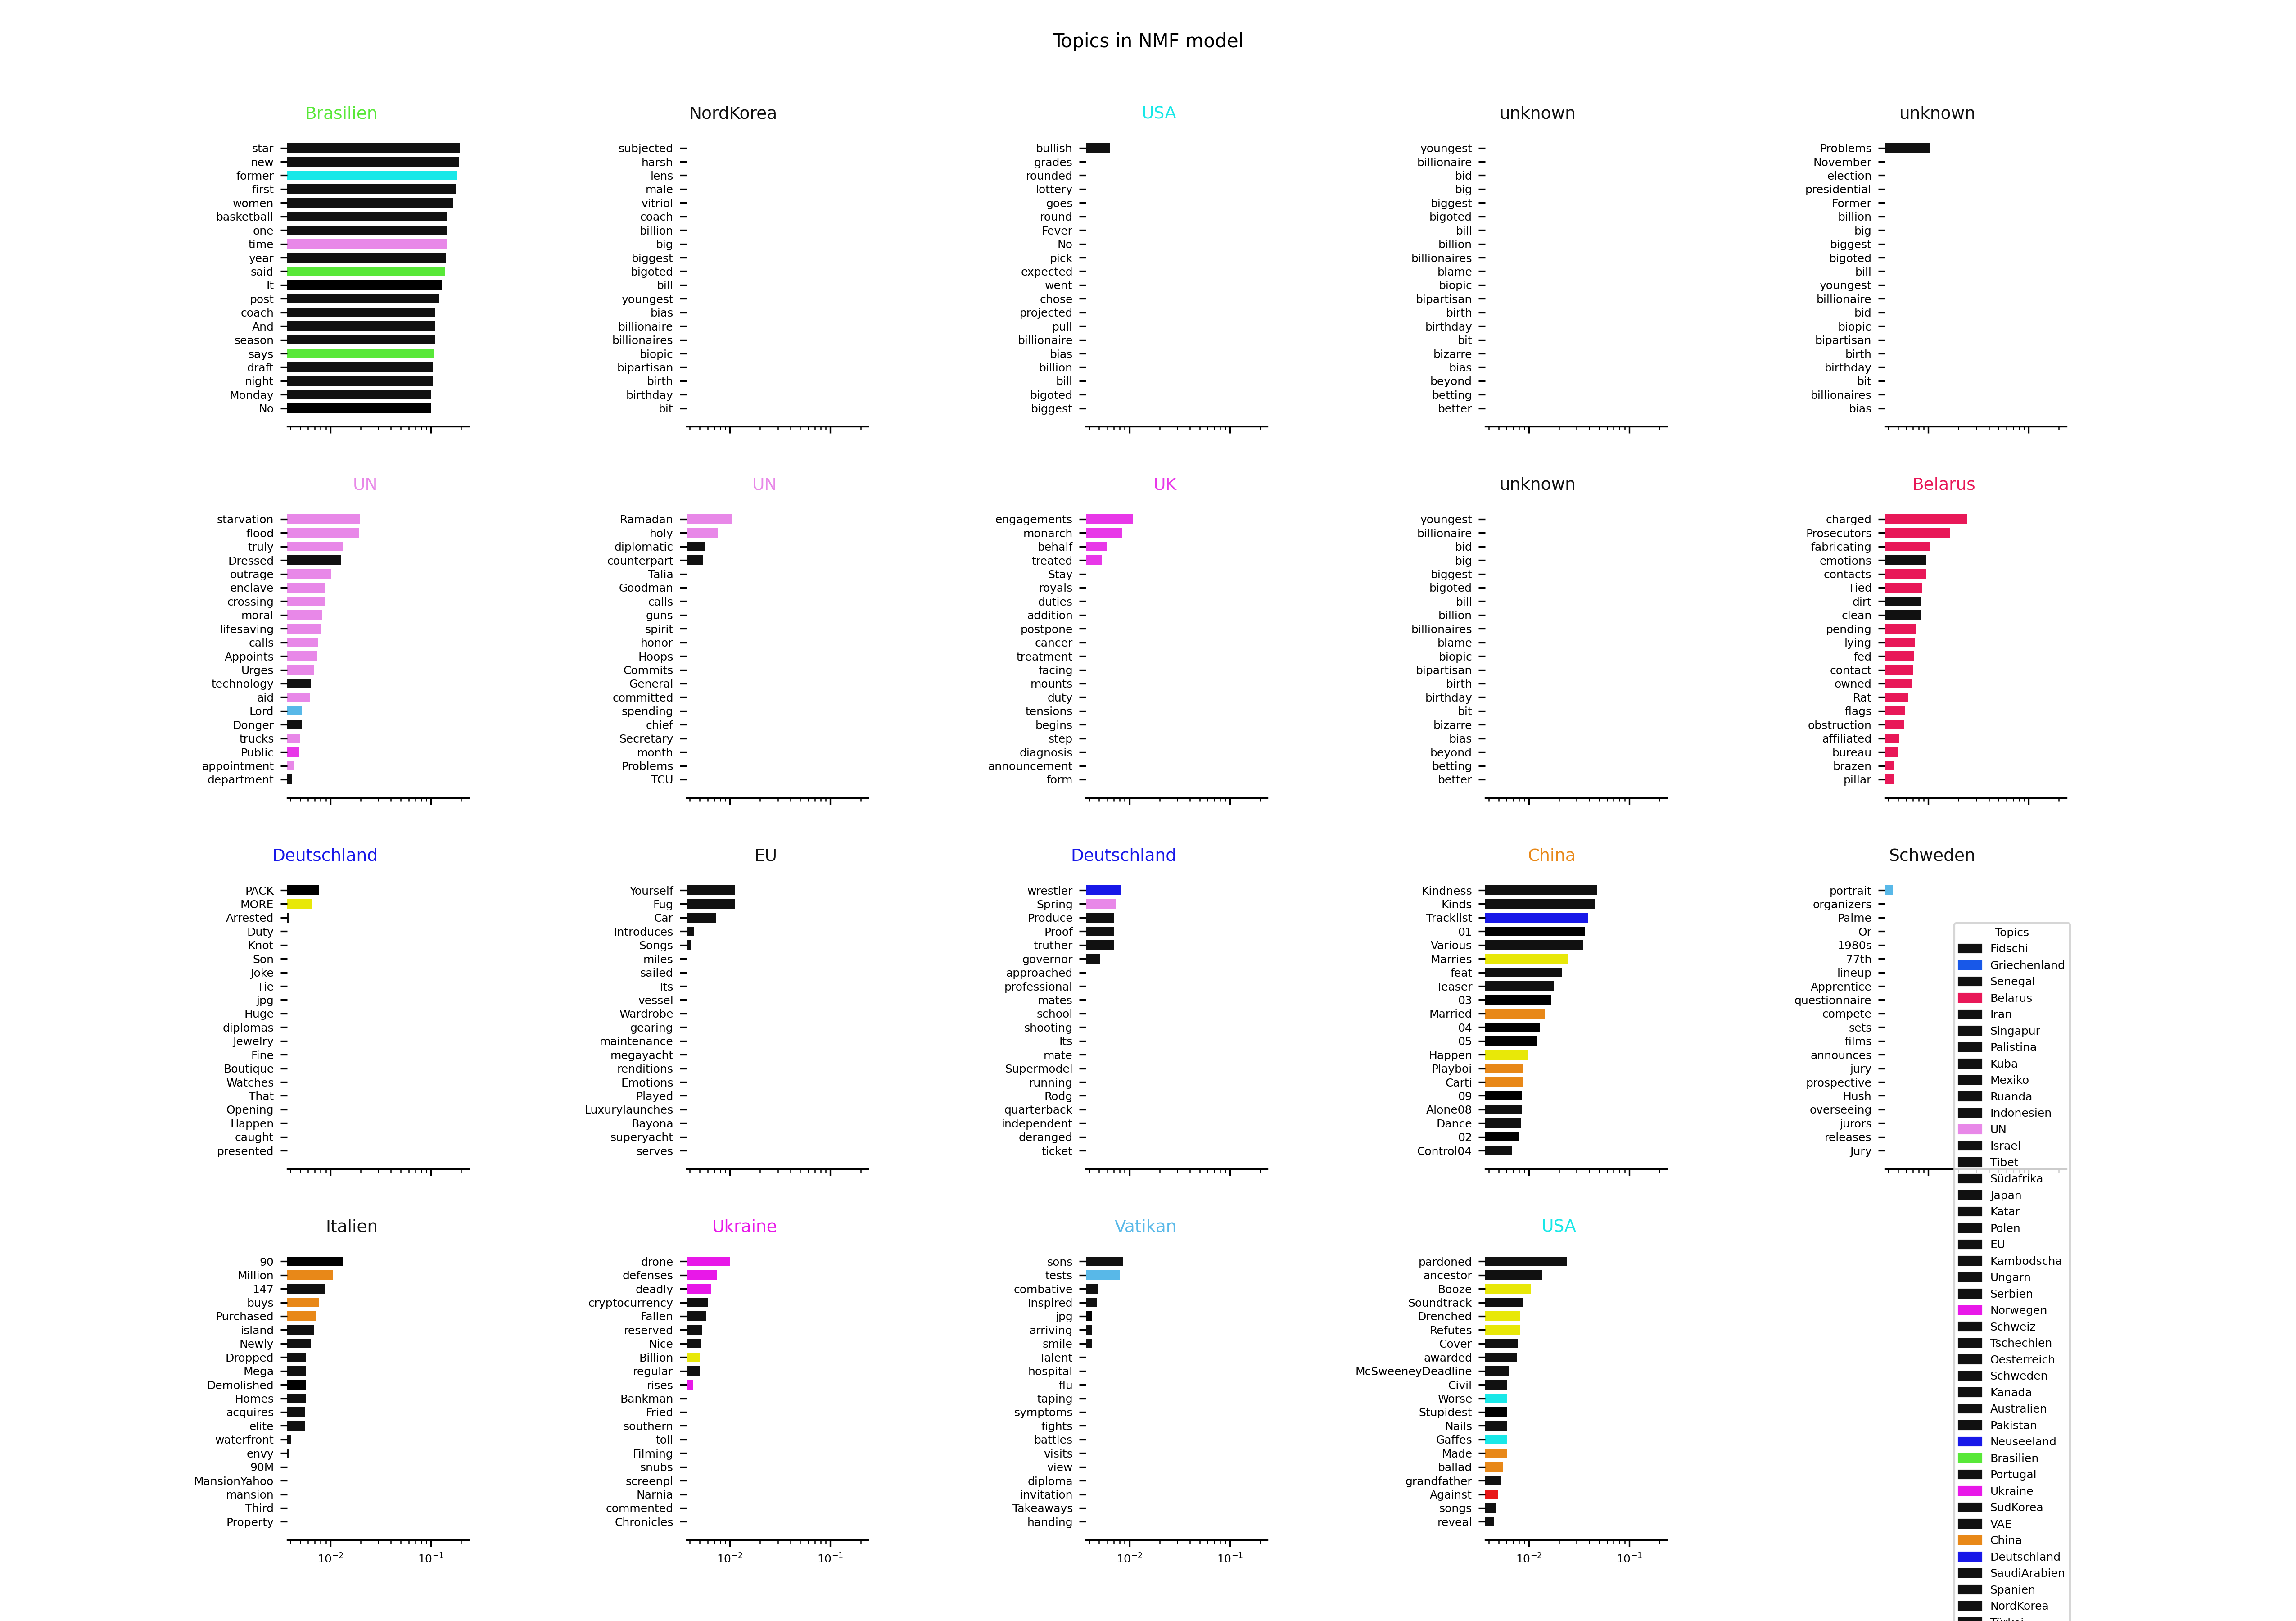 Topics in NMF model
Brasilien
star
new
former
first
women
basketball
one
time
year
said
It
post
coach
And
season
says
draft
night
Monday
No
NordKorea
subjected
harsh
lens
male
vitriol
coach
billion
big
biggest
bigoted
bill
youngest
bias
billionaire
billionaires
biopic
bipartisan
birth
birthday
bit
USA
bullish
grades
rounded
lottery
goes
round
Fever
No
pick
expected
went
chose
projected
pull
billionaire
bias
billion
bill
bigoted
biggest
unknown
youngest
billionaire
bid
big
biggest
bigoted
bill
billion
billionaires
blame
biopic
bipartisan
birth
birthday
bit
bizarre
bias
beyond
betting
better
unknown
Problems
November
election
presidential
Former
billion
big
biggest
bigoted
bill
youngest
billionaire
bid
biopic
bipartisan
birth
birthday
bit
billionaires
bias
UN
starvation
flood
truly
Dressed
outrage
enclave
crossing
moral
lifesaving
calls
Appoints
Urges
technology
aid
Lord
Donger
trucks
Public
appointment
department
UN
Ramadan
holy
diplomatic
counterpart
Talia
Goodman
calls
guns
spirit
honor
Hoops
Commits
General
committed
spending
chief
Secretary
month
Problems
TCU
UK
engagements
monarch
behalf
treated
Stay
royals
duties
addition
postpone
cancer
treatment
facing
mounts
duty
tensions
begins
step
diagnosis
announcement
form
unknown
youngest
billionaire
bid
big
biggest
bigoted
bill
billion
billionaires
blame
biopic
bipartisan
birth
birthday
bit
bizarre
bias
beyond
betting
better
Belarus
charged
Prosecutors
fabricating
emotions
contacts
Tied
dirt
clean
pending
lying
fed
contact
owned
Rat
flags
obstruction
affiliated
bureau
brazen
pillar
Deutschland
PACK
MORE
Arrested
Duty
Knot
Son
Joke
Tie
jpg
Huge
diplomas
Jewelry
Fine
Boutique
Watches
That
Opening
Happen
caught
presented
EU
Yourself
Fug
Car
Introduces
Songs
miles
sailed
Its
vessel
Wardrobe
gearing
maintenance
megayacht
renditions
Emotions
Played
Luxurylaunches
Bayona
superyacht
serves
Deutschland
wrestler
Spring
Produce
Proof
truther
governor
approached
professional
mates
school
shooting
Its
mate
Supermodel
running
Rodg
quarterback
independent
deranged
ticket
China
Kindness
Kinds
Tracklist
01
Various
Marries
feat
Teaser
03
Married
04
05
Happen
Playboi
Carti
09
Alone08
Dance
02
Control04
Schweden
portrait
organizers
Palme
Or
1980s
77th
lineup
Apprentice
questionnaire
compete
sets
films
announces
jury
prospective
Hush
overseeing
jurors
releases
Jury
Italien
90
Million
147
buys
Purchased
island
Newly
Dropped
Mega
Demolished
Homes
acquires
elite
waterfront
envy
90M
MansionYahoo
mansion
Third
Property
10⁻² 10⁻¹
Ukraine
drone
defenses
deadly
cryptocurrency
Fallen
reserved
Nice
Billion
regular
rises
Bankman
Fried
southern
toll
Filming
snubs
screenpl
Narnia
commented
Chronicles
10⁻² 10⁻¹
Vatikan
sons
tests
combative
Inspired
jpg
arriving
smile
Talent
hospital
flu
taping
symptoms
fights
battles
visits
view
diploma
invitation
Takeaways
handing
10⁻² 10⁻¹
USA
pardoned
ancestor
Booze
Soundtrack
Drenched
Refutes
Cover
awarded
McSweeneyDeadline
Civil
Worse
Stupidest
Nails
Gaffes
Made
ballad
grandfather
Against
songs
reveal
10⁻² 10⁻¹
Topics
Fidschi
Griechenland
Senegal
Belarus
Iran
Singapur
Palistina
Kuba
Mexiko
Ruanda
Indonesien
UN
Israel
Tibet
Südafrika
Japan
Katar
Polen
EU
Kambodscha
Ungarn
Serbien
Norwegen
Schweiz
Tschechien
Oesterreich
Schweden
Kanada
Australien
Pakistan
Neuseeland
Brasilien
Portugal
Ukraine
SüdKorea
VAE
China
Deutschland
SaudiArabien
Spanien
NordKorea